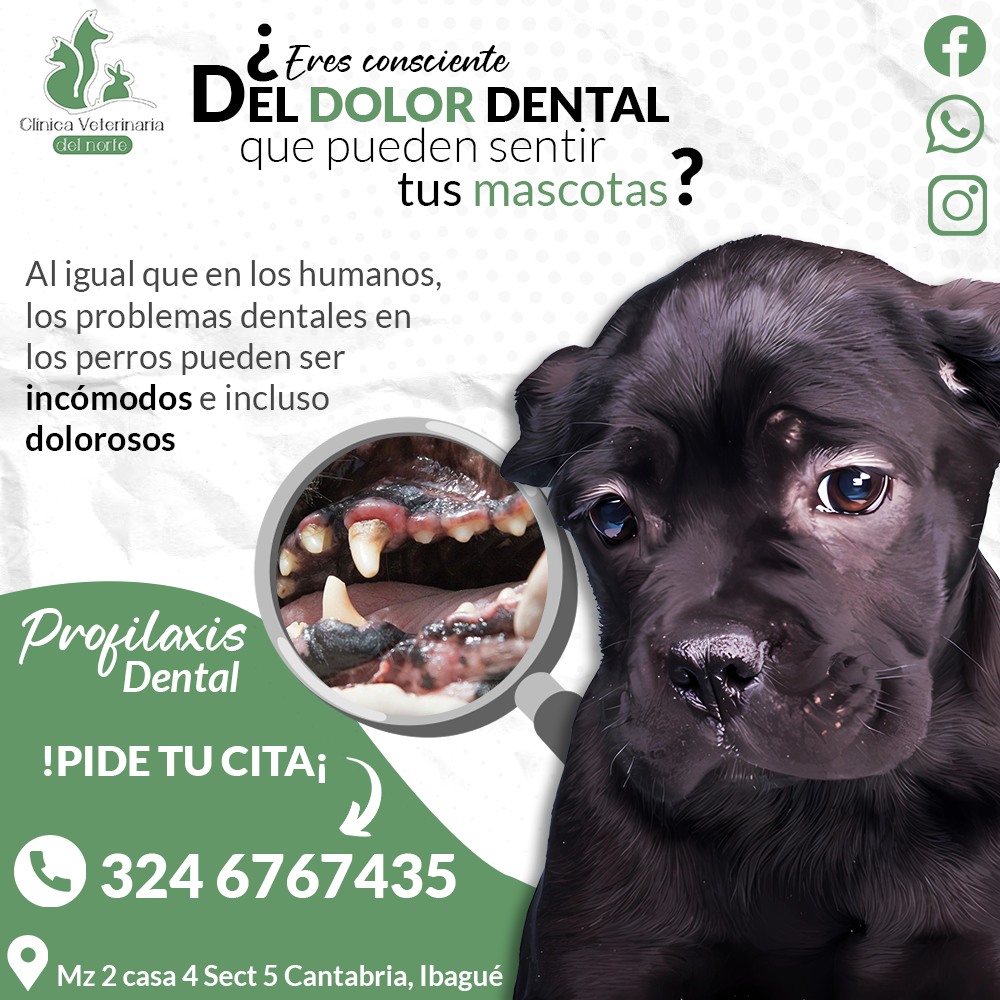 Clínica Veterinaria
del norte
¿Eres consciente
DEL DOLOR DENTAL
que pueden sentir
tus mascotas?
Al igual que en los humanos,
los problemas dentales en
los perros pueden ser
incómodos e incluso
dolorosos
Profilaxis
Dental
!PIDE TU CITA¡
324 6767435
Mz 2 casa 4 Sect 5 Cantabria, Ibagué